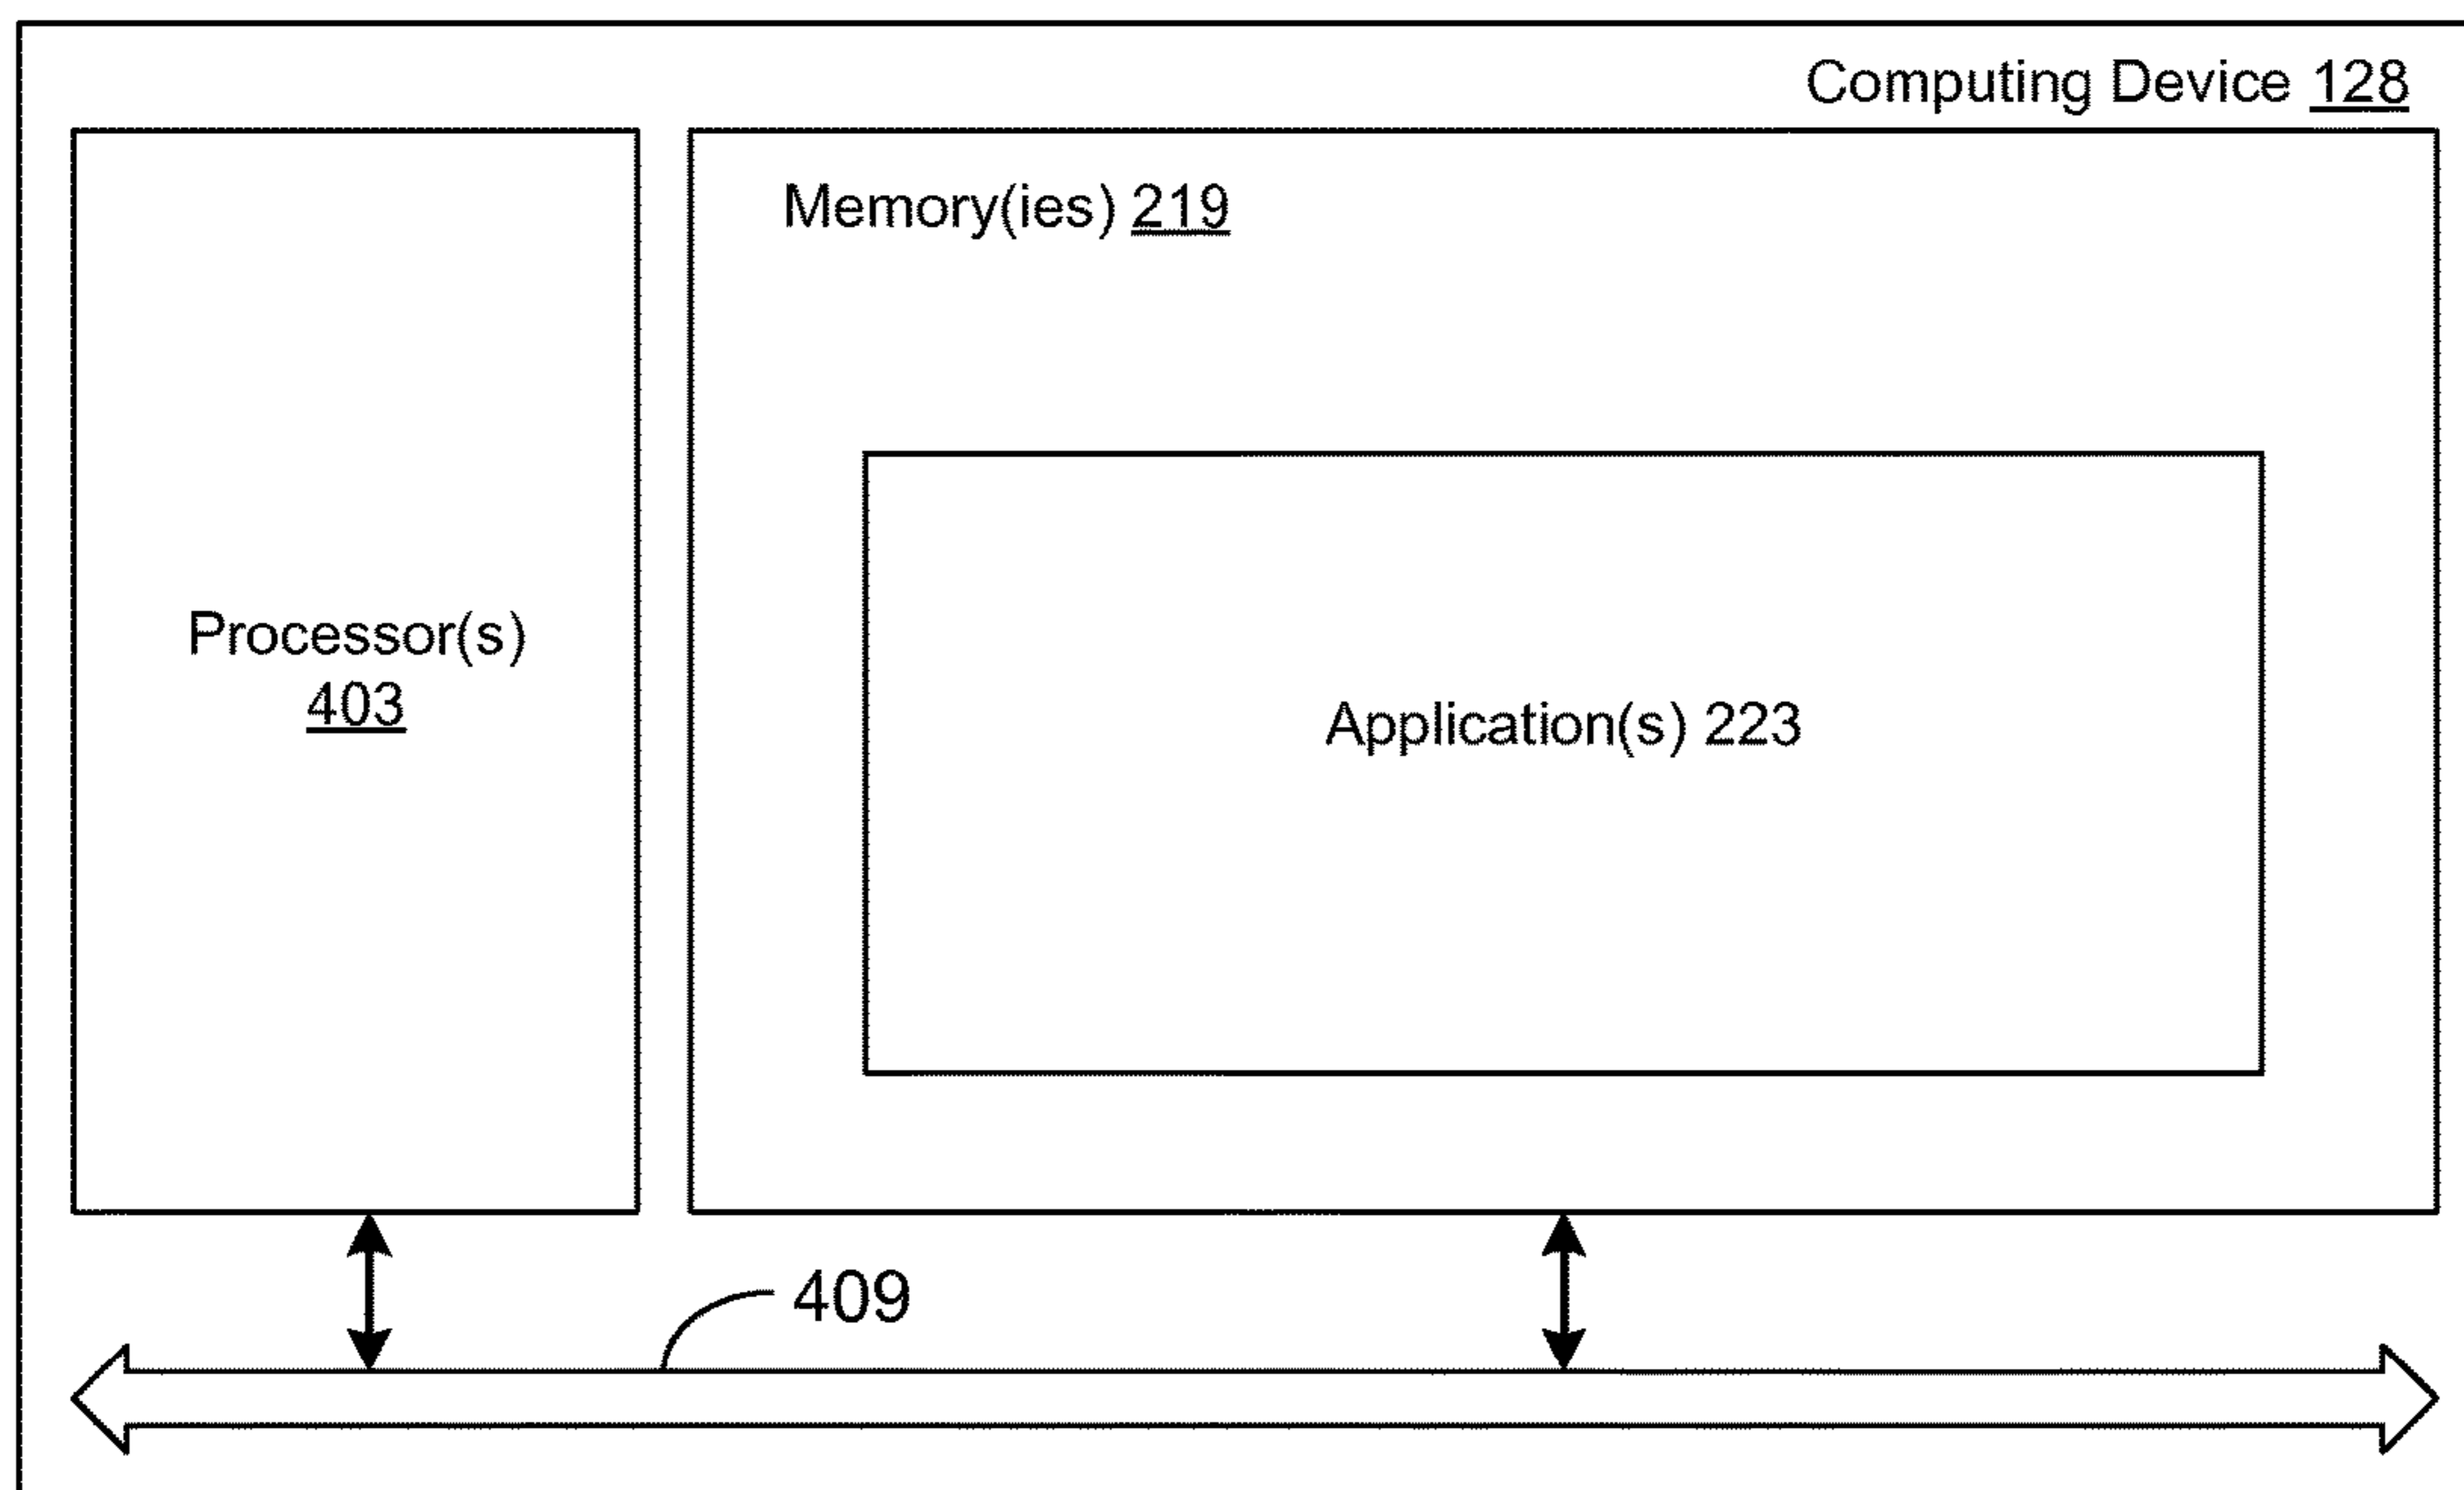 Computing Device 128
Memory(ies) 219
Processor(s)
403
Application(s) 223
409